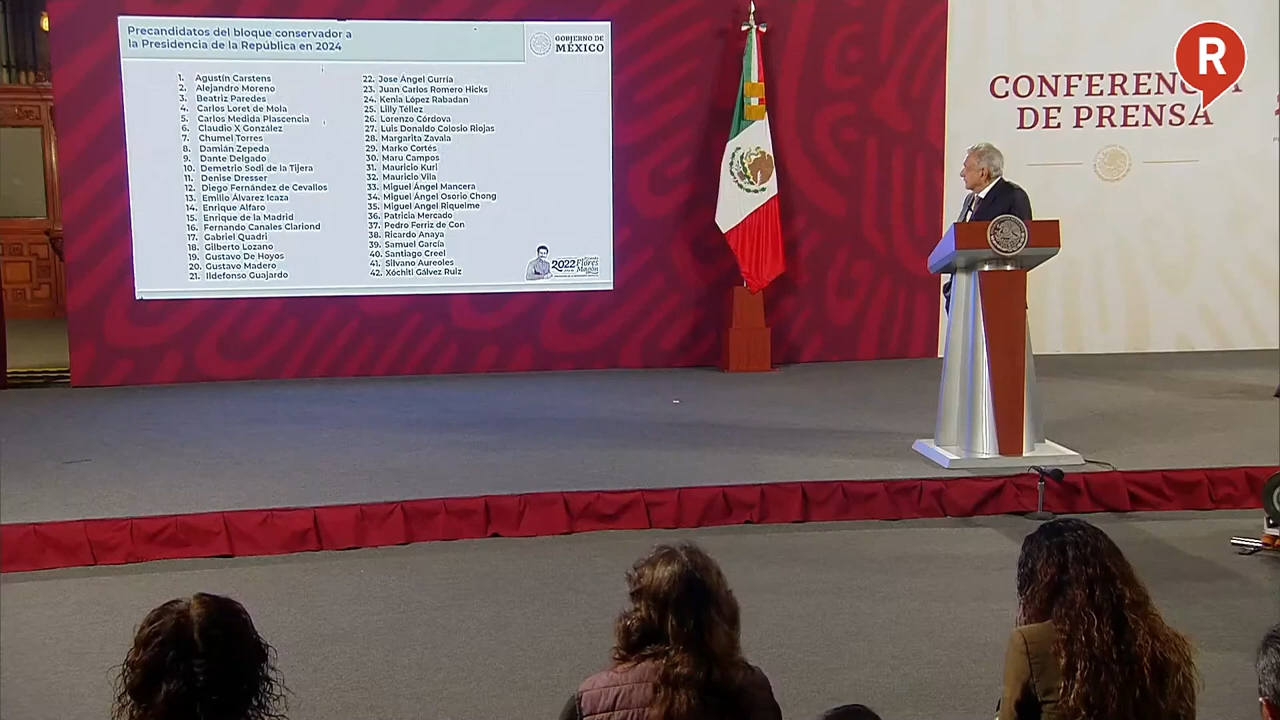 Precandidatos del bloque conservador a
la Presidencia de la República en 2024
GOBIERNO DE
MÉXICO
1. Agustín Carstens
2. Alejandro Moreno
3. Beatriz Paredes
4. Carlos Loret de Mola
5. Carlos Medida Plascencia
6. Claudio X González
7. Chumel Torres
8. Damián Zepeda
9. Dante Delgado
10. Demetrio Sodi de la Tijera
11. Denise Dresser
12. Diego Fernández de Cevallos
13. Emilio Álvarez Icaza
14. Enrique Alfaro
15. Enrique de la Madrid
16. Fernando Canales Clariond
17. Gabriel Quadri
18. Gilberto Lozano
19. Gustavo De Hoyos
20. Gustavo Madero
21. Ildefonso Guajardo
22. Jose Ángel Gurría
23. Juan Carlos Romero Hicks
24. Kenia López Rabadan
25. Lilly Téllez
26. Lorenzo Córdova
27. Luis Donaldo Colosio Riojas
28. Margarita Zavala
29. Marko Cortés
30. Maru Campos
31. Mauricio Kuri
32. Mauricio Vila
33. Miguel Ángel Mancera
34. Miguel Ángel Osorio Chong
35. Miguel Angel Riquelme
36. Patricia Mercado
37. Pedro Ferriz de Con
38. Ricardo Anaya
39. Samuel García
40. Santiago Creel
41. Silvano Aureoles
42. Xóchitl Gálvez Ruiz
2022 Flores
Magón
CONFERENCIA
DE PRENSA
R